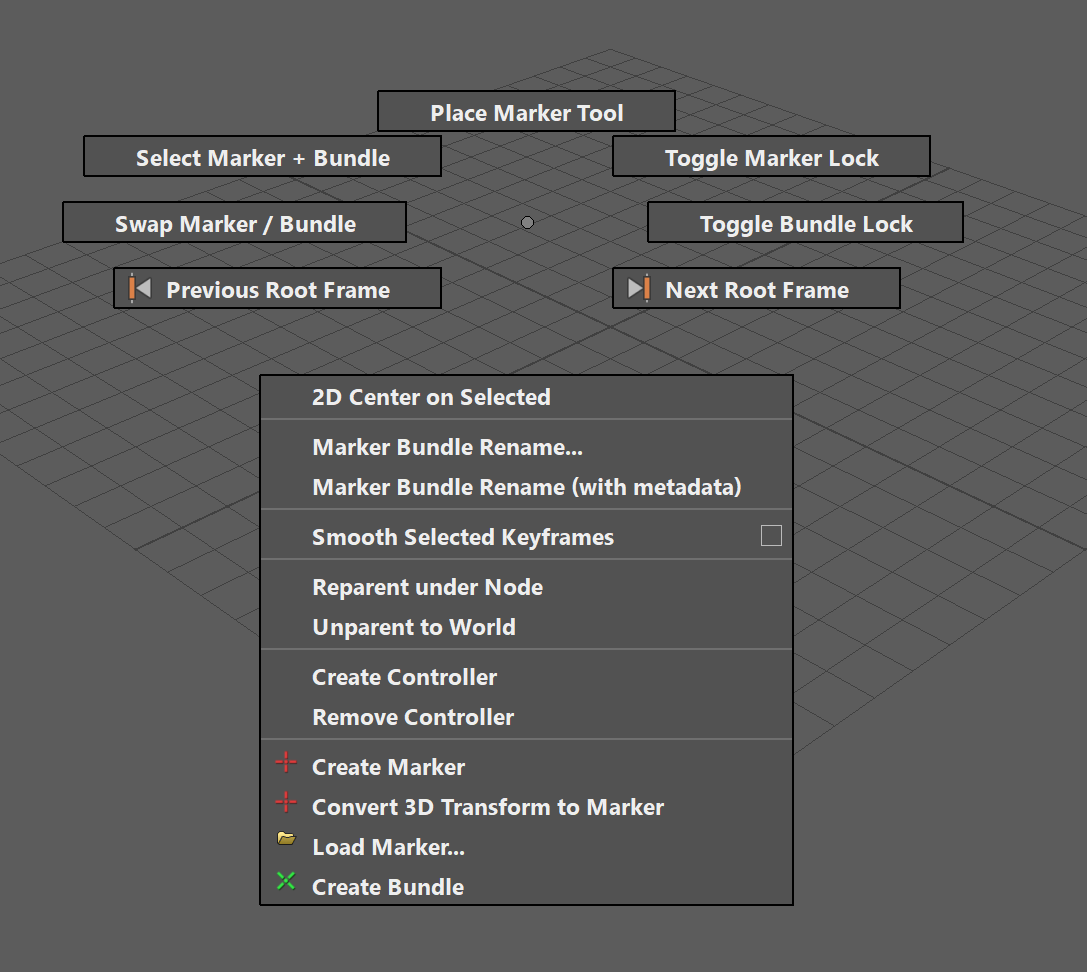 Place Marker Tool
Select Marker + Bundle
Toggle Marker Lock
Swap Marker / Bundle
Toggle Bundle Lock
Previous Root Frame
Next Root Frame
2D Center on Selected
Marker Bundle Rename...
Marker Bundle Rename (with metadata)
Smooth Selected Keyframes
Reparent under Node
Unparent to World
Create Controller
Remove Controller
Create Marker
Convert 3D Transform to Marker
Load Marker...
Create Bundle